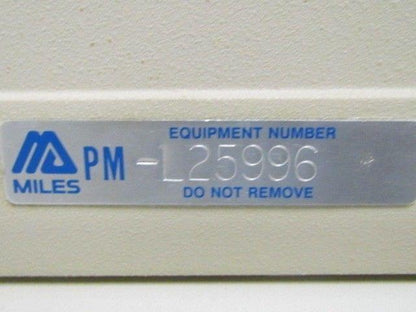 EQUIPMENT NUMBER
PM -L25996
MILES
DO NOT REMOVE